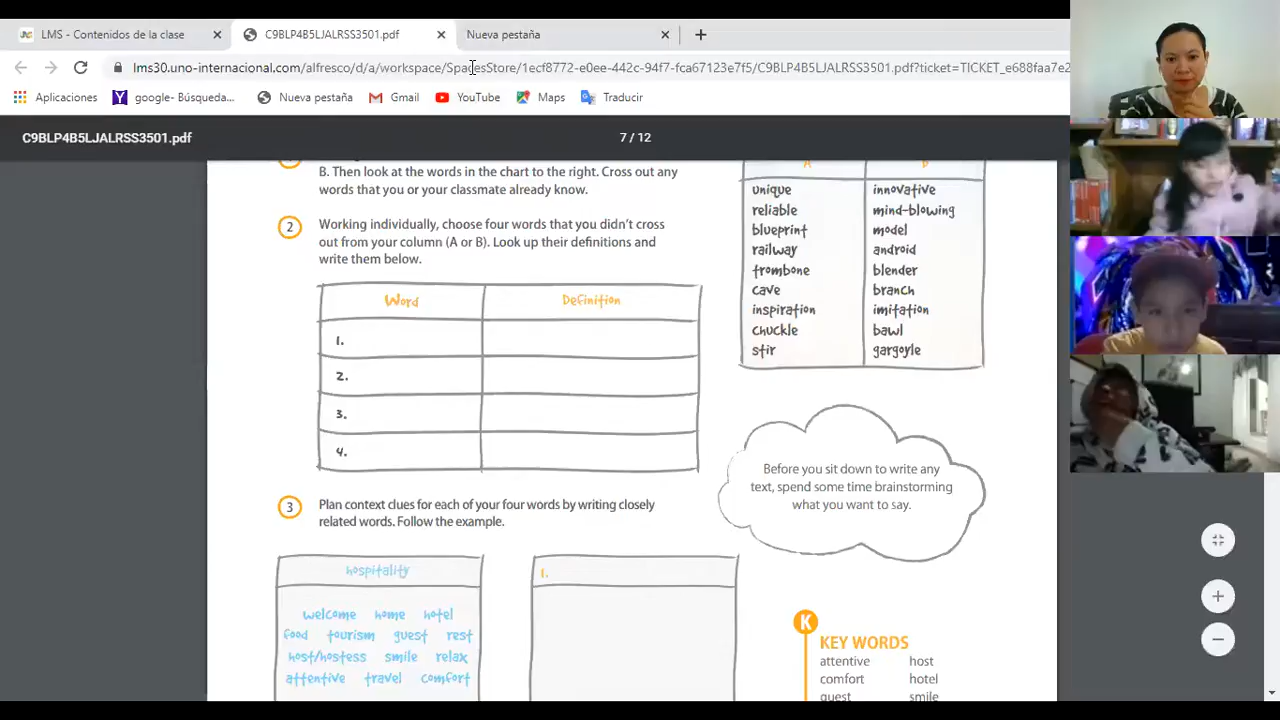 LMS - Contenidos de la clase
C9BLP4B5LJALRSS3501.pdf
Nueva pestaña
lms30.uno-internacional.com/alfresco/d/a/workspace/SpacesStore/1ecf8772-e0ee-442c-94f7-fca67123e7f5/C9BLP4B5LJALRSS3501.pdf?ticket=TICKET_e688faa7e2
Aplicaciones
google- Búsqueda...
Nueva pestaña
Gmail
YouTube
Maps
Traducir
C9BLP4B5LJALRSS3501.pdf
7 / 12
B. Then look at the words in the chart to the right. Cross out any
words that you or your classmate already know.
2
Working individually, choose four words that you didn't cross
out from your column (A or B). Look up their definitions and
write them below.
Word
Definition
1.
2.
3.
4.
A
B
unique
innovative
reliable
mind-blowing
blueprint
model
railway
android
trombone
blender
cave
branch
inspiration
imitation
chuckle
bawl
stir
gargoyle
Before you sit down to write any
text, spend some time brainstorming
what you want to say.
3
Plan context clues for each of your four words by writing closely
related words. Follow the example.
hospitality
welcome home hotel
food tourism guest rest
host/hostess smile relax
attentive travel comfort
1.
K
KEY WORDS
attentive
host
comfort
hotel
guest
smile